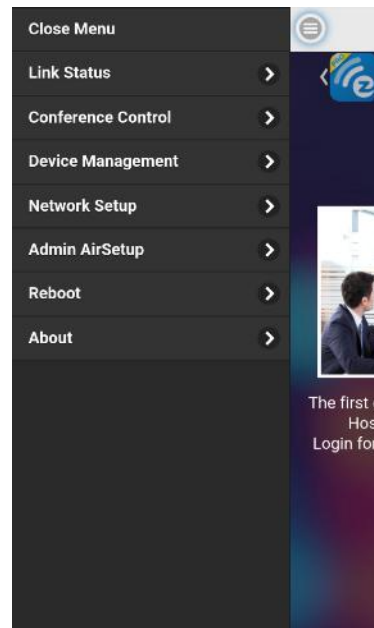 Close Menu
Link Status
Conference Control
Device Management
Network Setup
Admin AirSetup
Reboot
About
The first
Hos
Login for